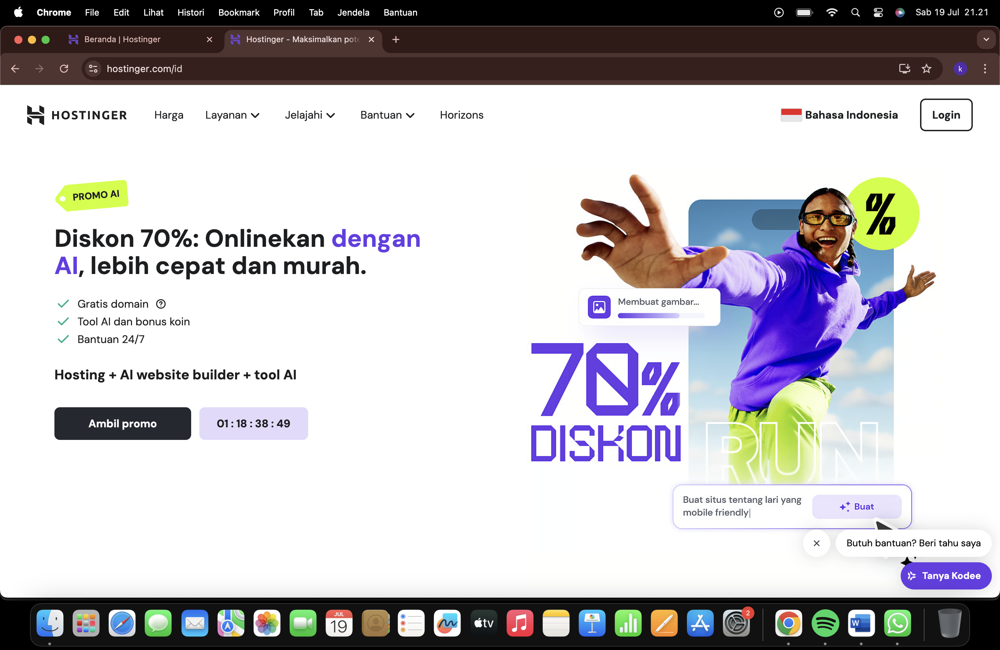 Chrome File Edit Lihat Histori Bookmark Profil Tab Jendela Bantuan Sab 19 Jul 21.21
Beranda | Hostinger Hostinger - Maksimalkan pote
hostinger.com/id k
HOSTINGER Harga Layanan Jelajahi Bantuan Horizons Bahasa Indonesia Login
PROMO AI
Diskon 70%: Onlinekan dengan
AI, lebih cepat dan murah.
Gratis domain ?
Tool AI dan bonus koin
Bantuan 24/7
Hosting + AI website builder + tool AI
Ambil promo 01 : 18 : 38 : 49
%
Membuat gambar...
70%
DISKON
RUN
Buat situs tentang lari yang
mobile friendly
Buat
Butuh bantuan? Beri tahu saya
Tanya Kodee
JUL
19
tv
2
W